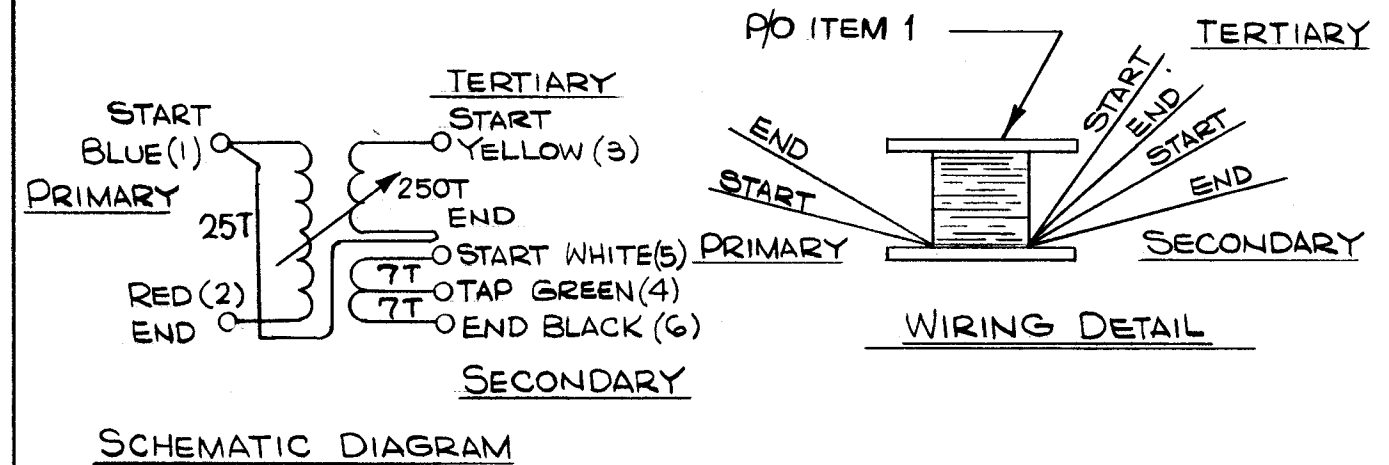 START
BLUE (1)
PRIMARY
25T
RED (2)
END
TERTIARY
START
YELLOW (3)
250T
END
START WHITE (5)
7T
TAP GREEN (4)
7T
END BLACK (6)
SECONDARY
SCHEMATIC DIAGRAM
P/O ITEM 1
TERTIARY
END
START
PRIMARY
START
END
START
END
SECONDARY
WIRING DETAIL